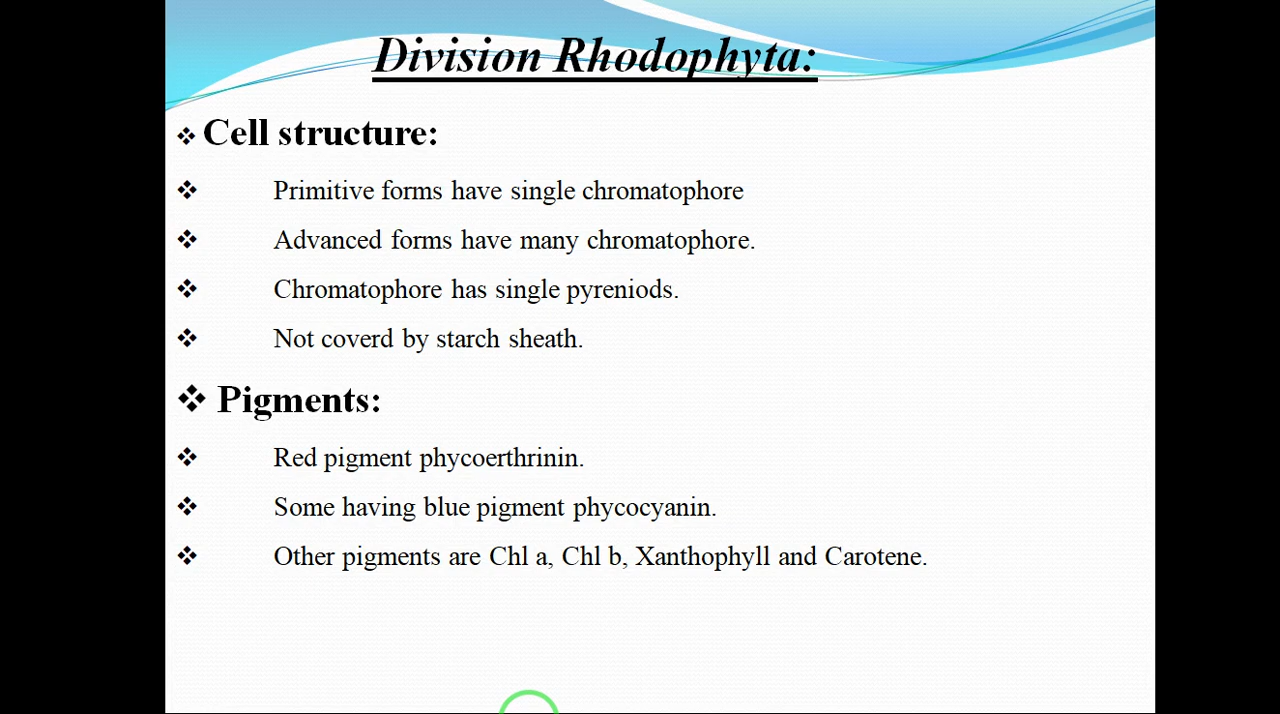 Division Rhodophyta:
❖ Cell structure:
❖ Primitive forms have single chromatophore
❖ Advanced forms have many chromatophore.
❖ Chromatophore has single pyreniods.
❖ Not coverd by starch sheath.
❖ Pigments:
❖ Red pigment phycoerthrinin.
❖ Some having blue pigment phycocyanin.
❖ Other pigments are Chl a, Chl b, Xanthophyll and Carotene.